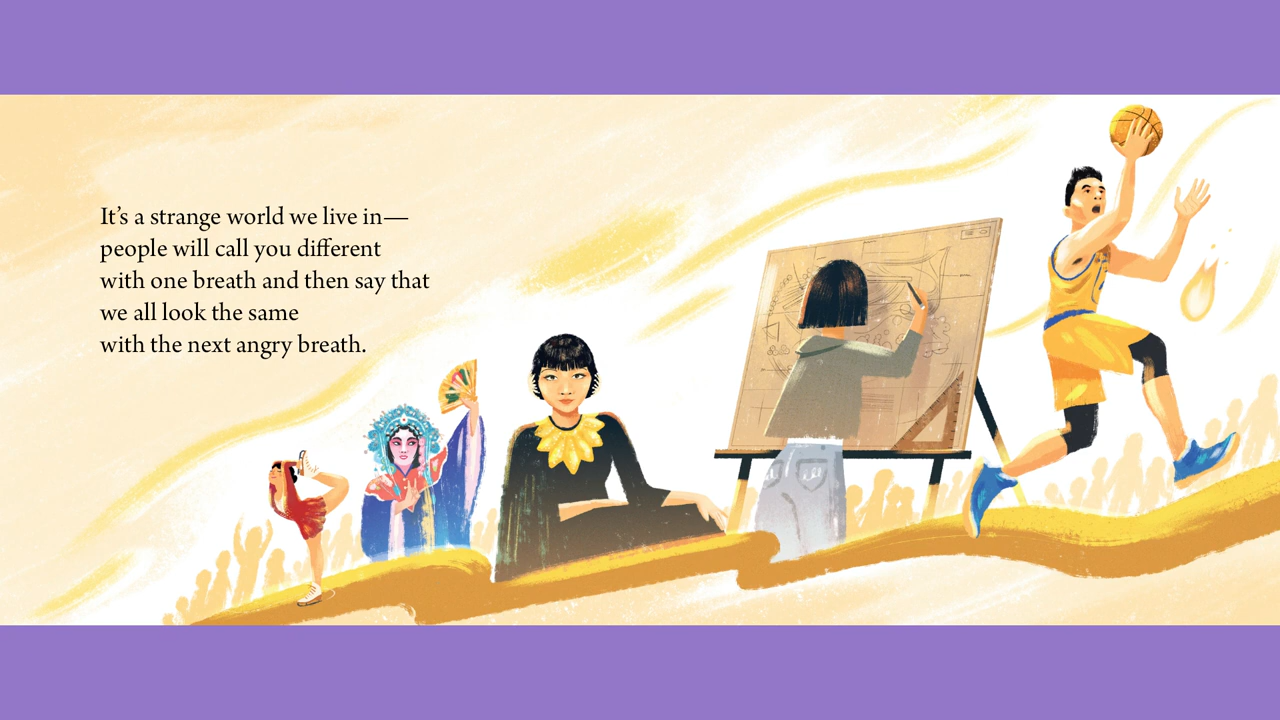 It’s a strange world we live in—
people will call you different
with one breath and then say that
we all look the same
with the next angry breath.